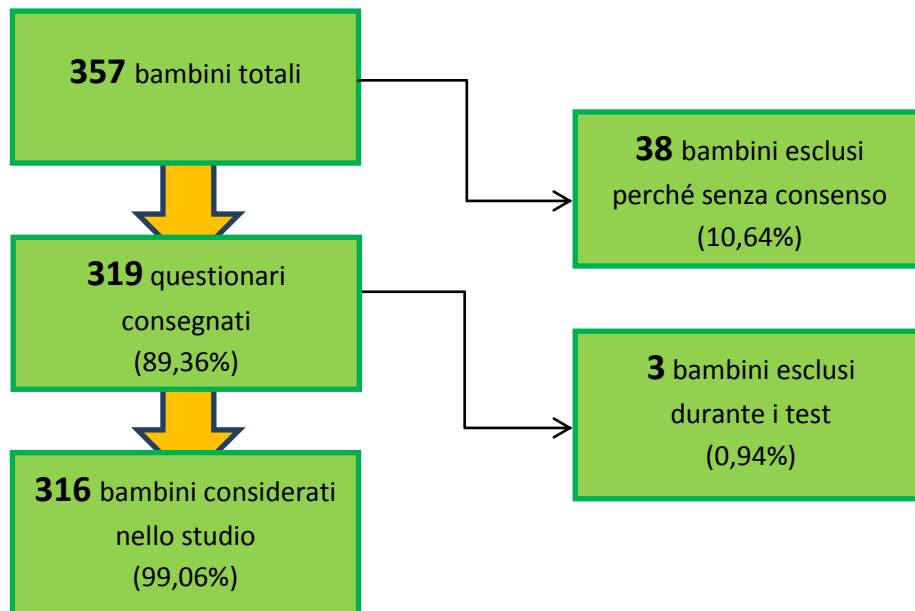 357 bambini totali
38 bambini esclusi
perché senza consenso
(10,64%)
319 questionari
consegnati
(89,36%)
3 bambini esclusi
durante i test
(0,94%)
316 bambini considerati
nello studio
(99,06%)